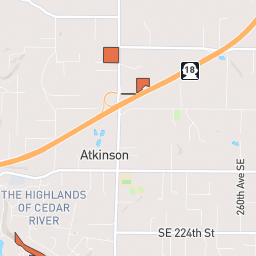 18
Atkinson
THE HIGHLANDS
OF CEDAR
RIVER
260th Ave SE
SE 224th St